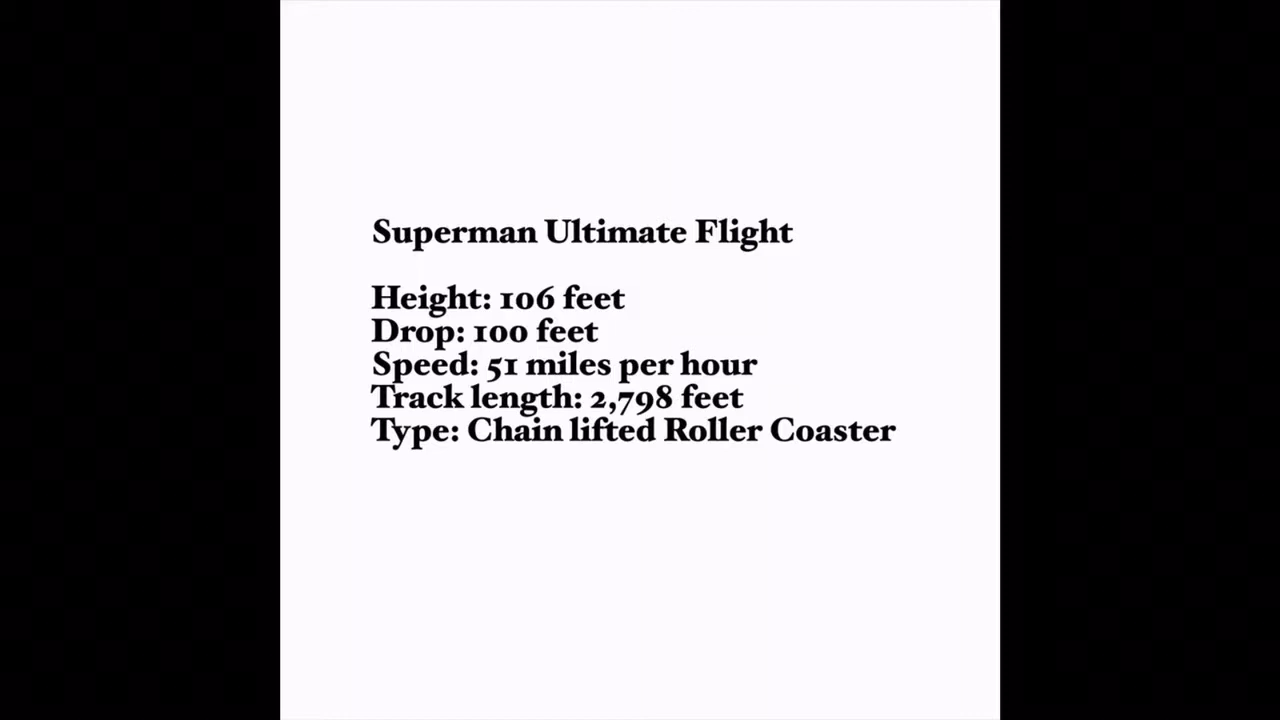 Superman Ultimate Flight
Height: 106 feet
Drop: 100 feet
Speed: 51 miles per hour
Track length: 2,798 feet
Type: Chain lifted Roller Coaster